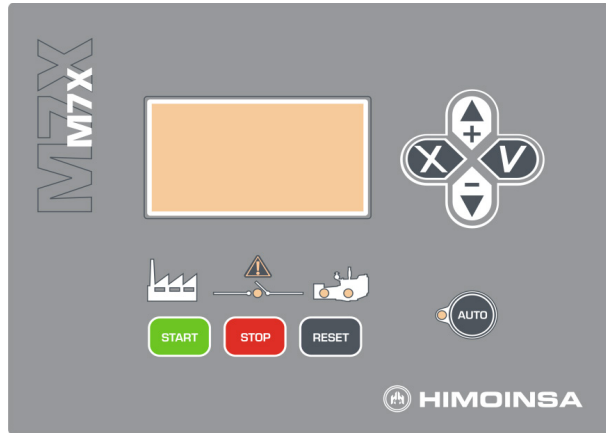 M7X
M7X
+
X
V
-
!
START
STOP
RESET
AUTO
HIMOINSA